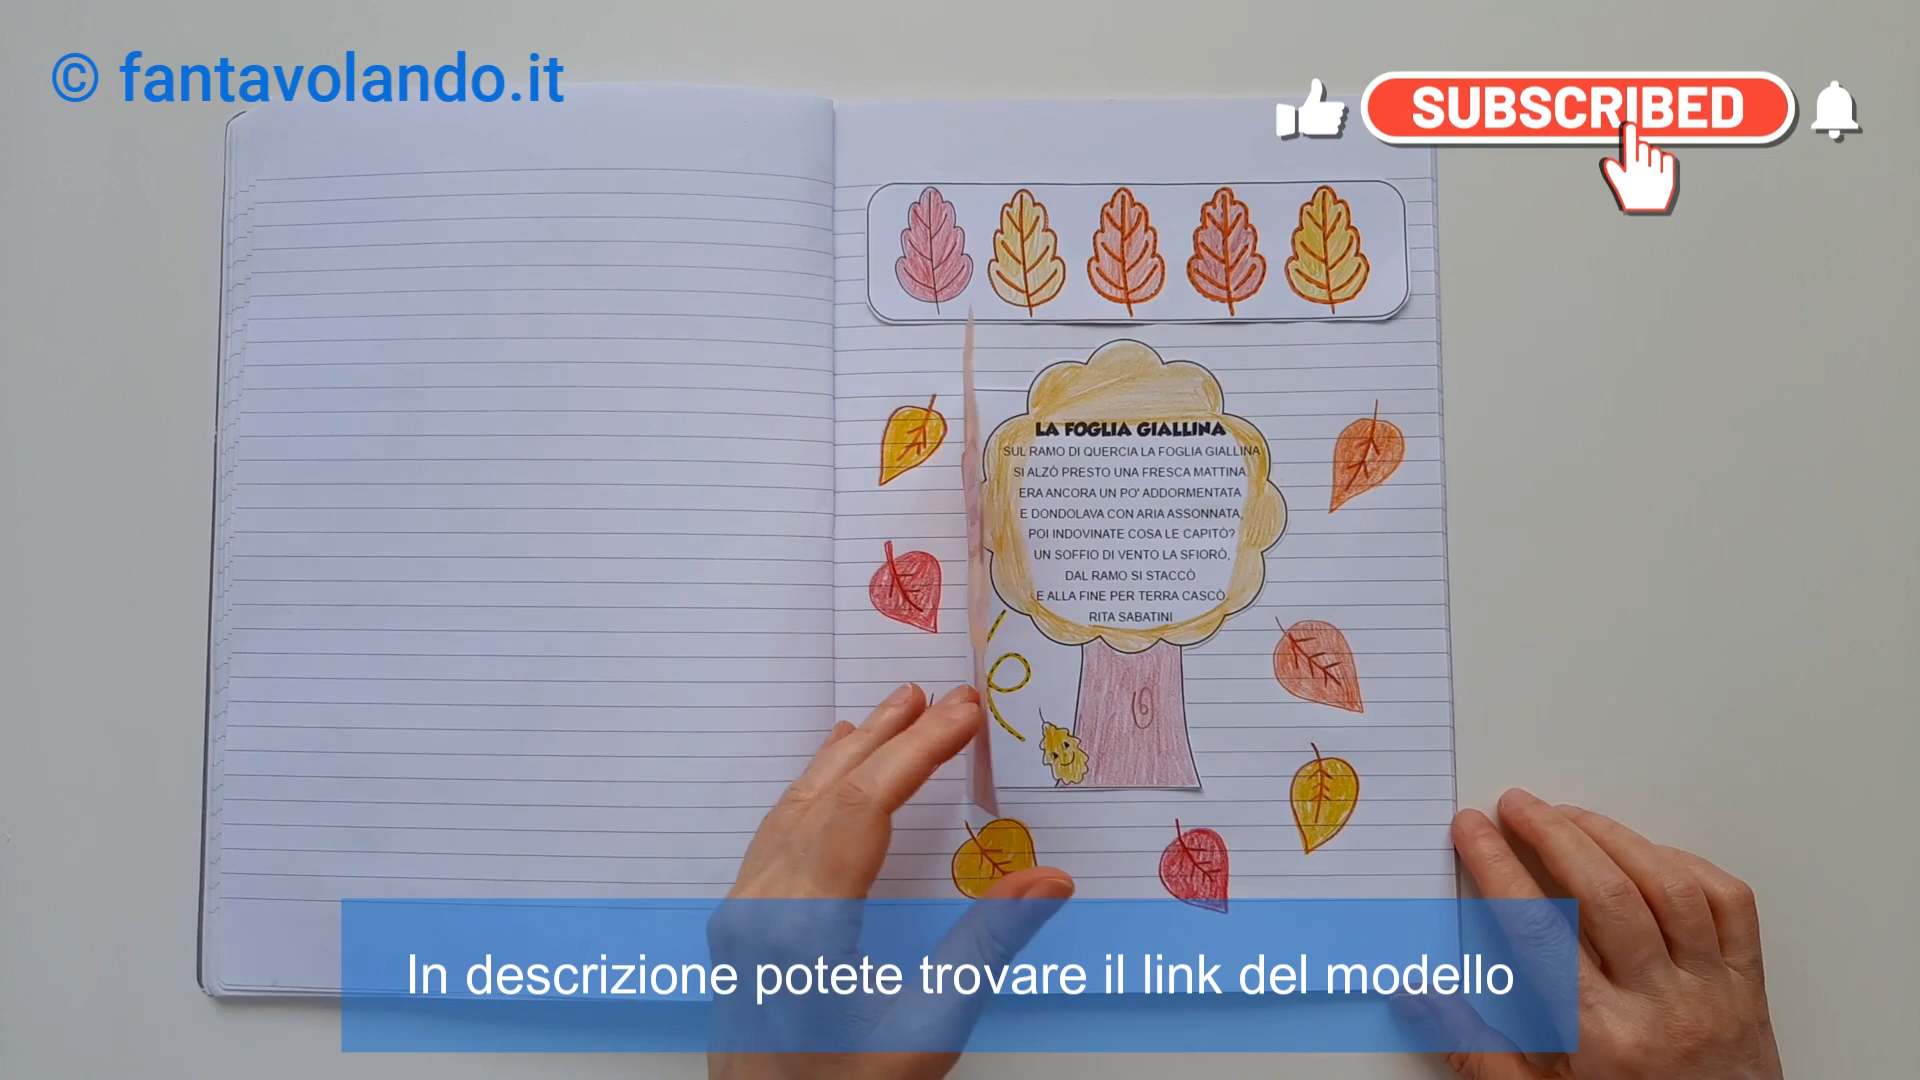 © fantavolando.it
SUBSCRIBED
LA FOGLIA GIALLINA
SUL RAMO DI QUERCIA LA FOGLIA GIALLINA
SI ALZÒ PRESTO UNA FRESCA MATTINA
ERA ANCORA UN PO' ADDORMENTATA
E DONDOLAVA CON ARIA ASSONNATA,
POI INDOVINATE COSA LE CAPITÒ?
UN SOFFIO DI VENTO LA SFIORÒ,
DAL RAMO SI STACCÒ
E ALLA FINE PER TERRA CASCÒ.
RITA SABATINI
6
In descrizione potete trovare il link del modello